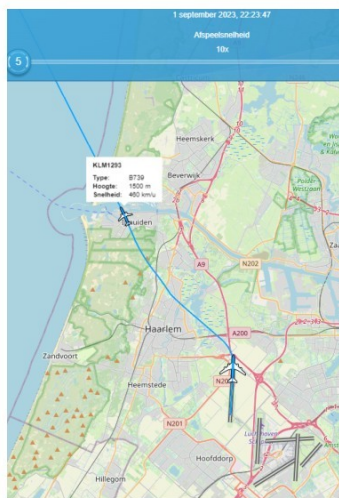 1 september 2023, 22:23:47
Afspeelsnelheid
10x
5
Heemskerk
KLM1293
Type: B739
Hoogte: 1500 m
Snelheid: 460 km/u
Beverwijk
uiden
N202
A9
Haarlem
A200
Zandvoort
Heemstede
N201
Hoofddorp
Hillegom